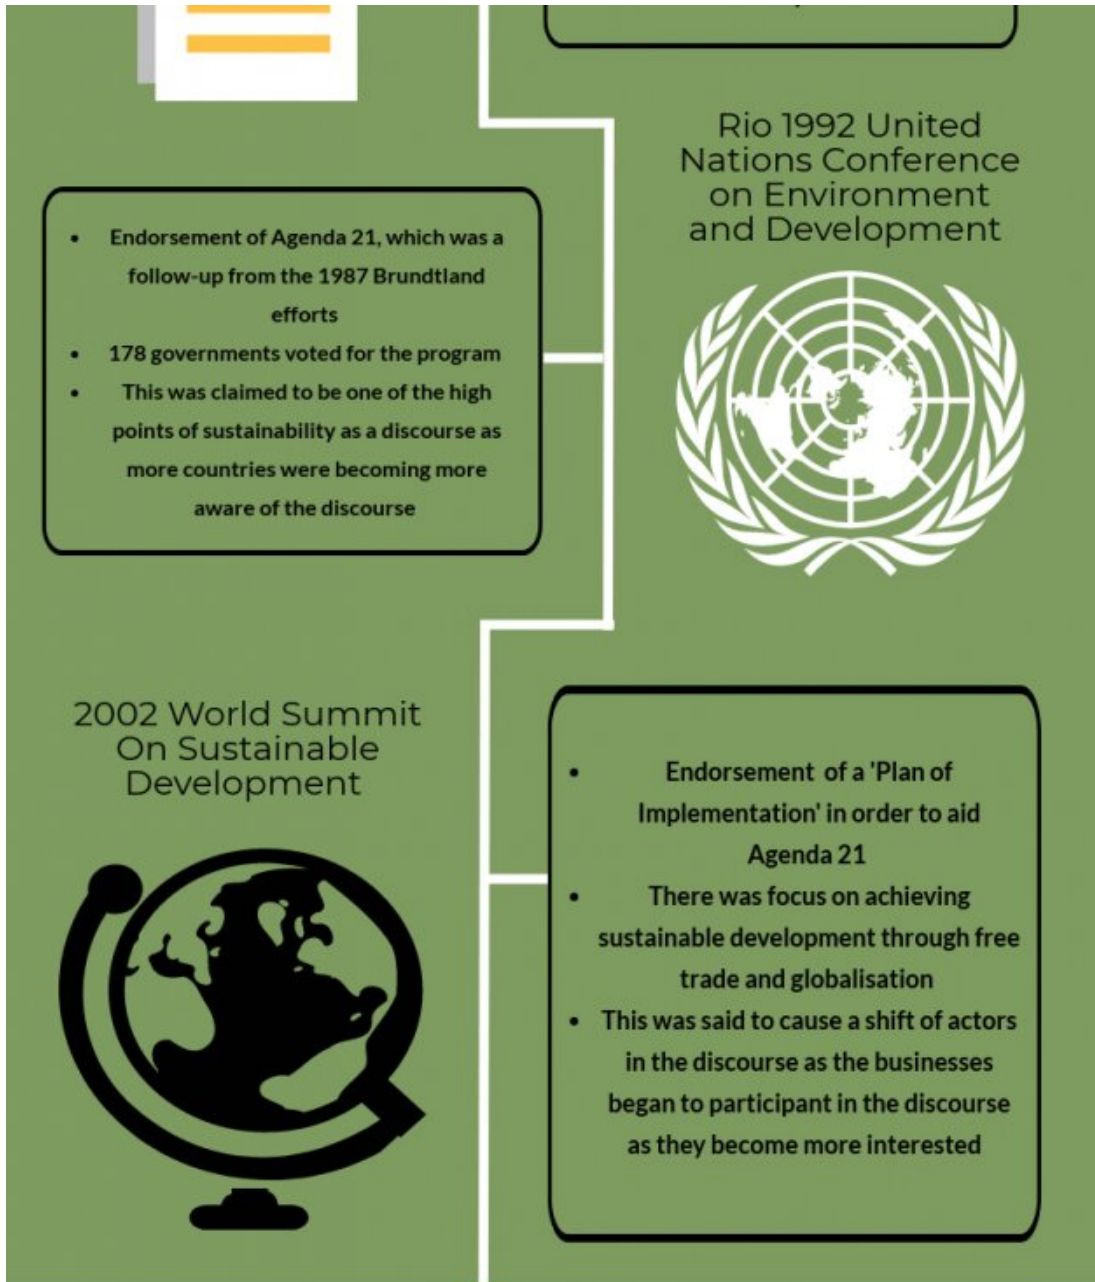 Rio 1992 United
Nations Conference
on Environment
and Development
• Endorsement of Agenda 21, which was a
follow-up from the 1987 Brundtland
efforts
• 178 governments voted for the program
• This was claimed to be one of the high
points of sustainability as a discourse as
more countries were becoming more
aware of the discourse
2002 World Summit
On Sustainable
Development
• Endorsement of a 'Plan of
Implementation' in order to aid
Agenda 21
• There was focus on achieving
sustainable development through free
trade and globalisation
• This was said to cause a shift of actors
in the discourse as the businesses
began to participant in the discourse
as they become more interested